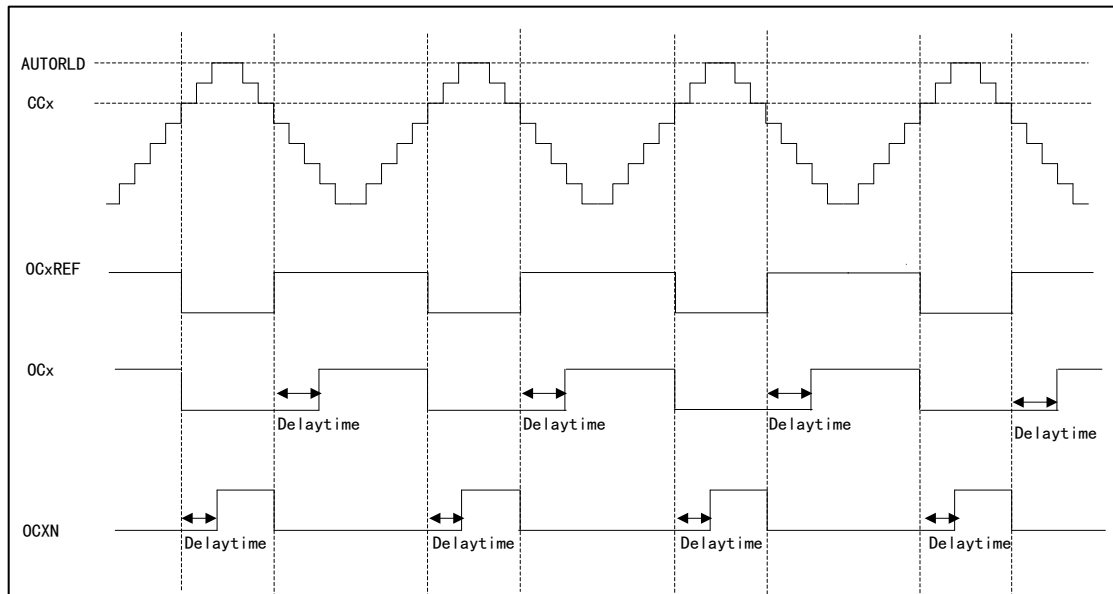 AUTORLD
CCx
OCxREF
OCx
Delaytime
Delaytime
Delaytime
Delaytime
OCXN
Delaytime
Delaytime
Delaytime
Delaytime